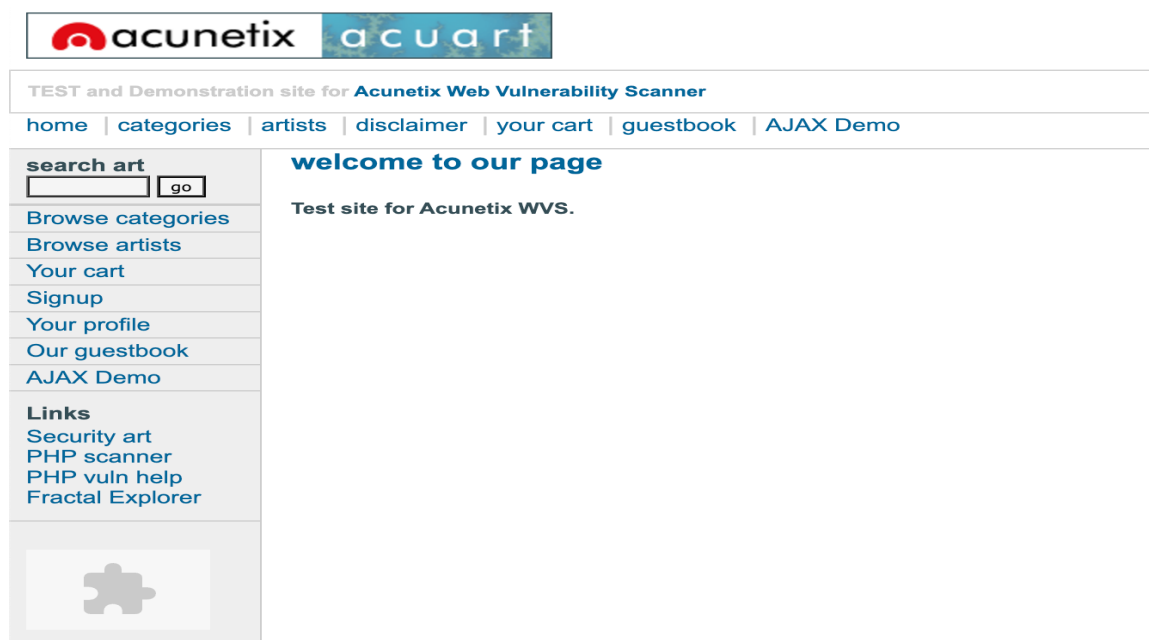 acunetix acuart
TEST and Demonstration site for Acunetix Web Vulnerability Scanner
home | categories | artists | disclaimer | your cart | guestbook | AJAX Demo
search art
go
welcome to our page
Test site for Acunetix WVS.
Browse categories
Browse artists
Your cart
Signup
Your profile
Our guestbook
AJAX Demo
Links
Security art
PHP scanner
PHP vuln help
Fractal Explorer